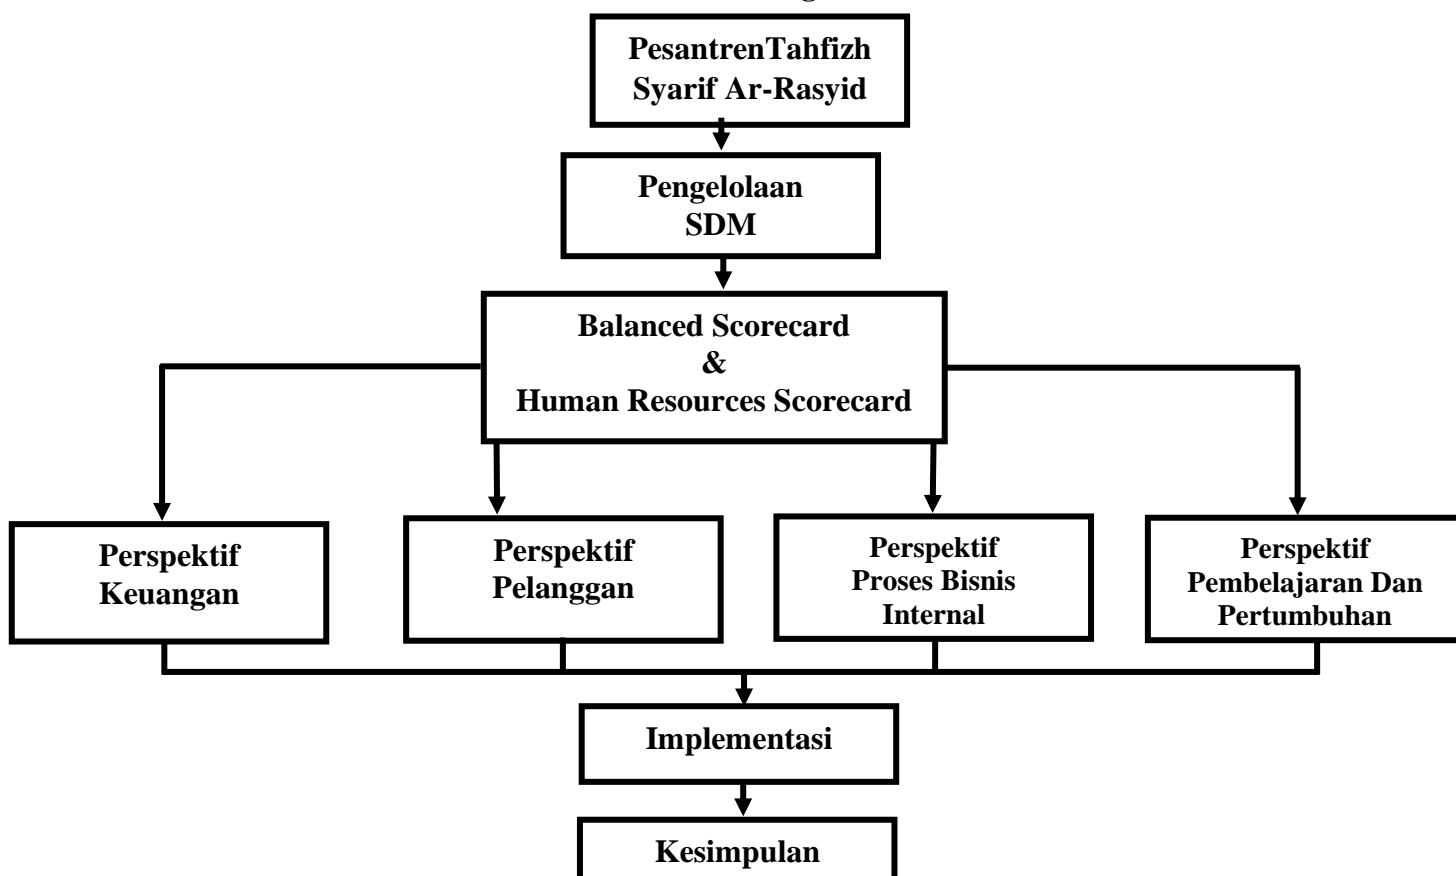 PesantrenTahfizh
Syarif Ar-Rasyid
Pengelolaan
SDM
Balanced Scorecard
&
Human Resources Scorecard
Perspektif
Keuangan
Perspektif
Pelanggan
Perspektif
Proses Bisnis
Internal
Perspektif
Pembelajaran Dan
Pertumbuhan
Implementasi
Kesimpulan